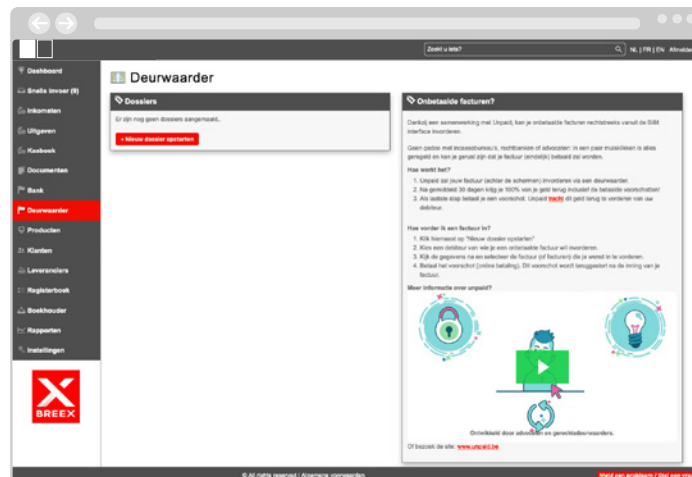 Zoekt u iets?
NL | FR | EN
Dashboard
Snelle invoer (9)
Inkomsten
Uitgaven
Kasboek
Documenten
Bank
Deurwaarder
Producten
Klanten
Leveranciers
Registerboek
Boekhouder
Rapporten
Instellingen
BREEX
Deurwaarder
Dossiers
Er zijn nog geen dossiers aangemaakt..
+ Nieuw dossier opstarten
Onbetaalde facturen?
Dankzij een samenwerking met Unpaid, kan je onbetaalde facturen rechtstreeks vanuit de
interface invorderen.
Geen gedoe met incassobureau's, rechtbanken of advocaten: in een paar muisklikken is alles
geregeld en kan je gerust zijn dat je factuur (eindelijk) betaald zal worden.
Hoe werkt het?
1. Unpaid zal jouw factuur (achter de schermen) invorderen via een deurwaarder.
2. Na gemiddeld 30 dagen krijg je 100% van je geld terug inclusief de betaalde voorschotten!
3. Als laatste stap betaal je een voorschot. Unpaid tracht dit geld terug te vorderen van uw
debiteur.
Hoe vorder ik een factuur in?
1. Klik hiernaast op "Nieuw dossier opstarten"
2. Kies een debiteur van wie je een onbetaalde factuur wil invorderen.
3. Kijk de gegevens na en selecteer de factuur (of facturen) die je wenst in te vorderen.
4. Betaal het voorschot (online betaling). Dit voorschot wordt teruggestort na de inning van je
factuur.
Meer informatie over unpaid?
Ontwikkeld door advocaten en gerechtsdeurwaarders.
Of bezoek de site: www.unpaid.be
© All rights reserved | Algemene voorwaarden
Meld een probleem / Stel een